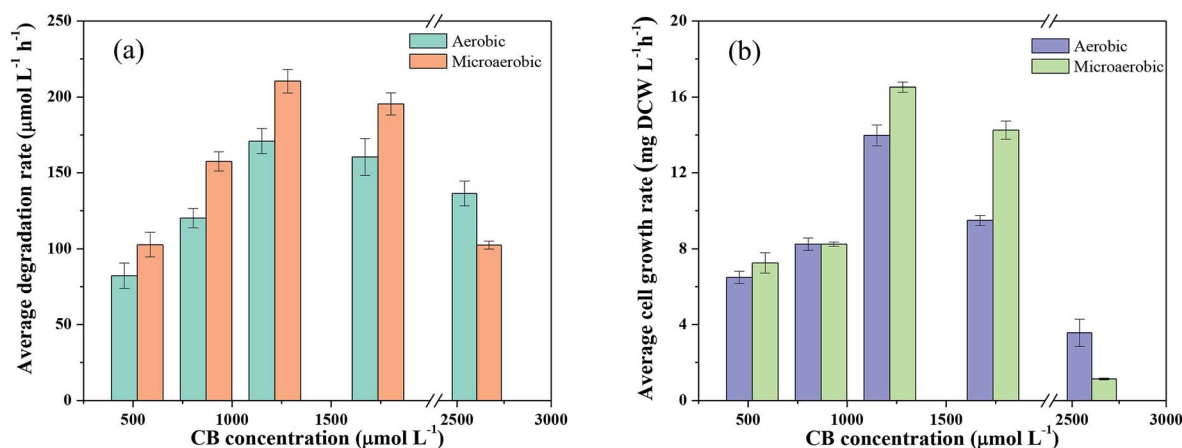 (a)
Aerobic
Microaerobic
Average degradation rate (μmol L⁻¹ h⁻¹)
250
200
150
100
50
0
500
1000
1500
2500
3000
CB concentration (μmol L⁻¹)
(b)
Aerobic
Microaerobic
Average cell growth rate (mg DCW L⁻¹h⁻¹)
20
16
12
8
4
0
500
1000
1500
2500
3000
CB concentration (μmol L⁻¹)